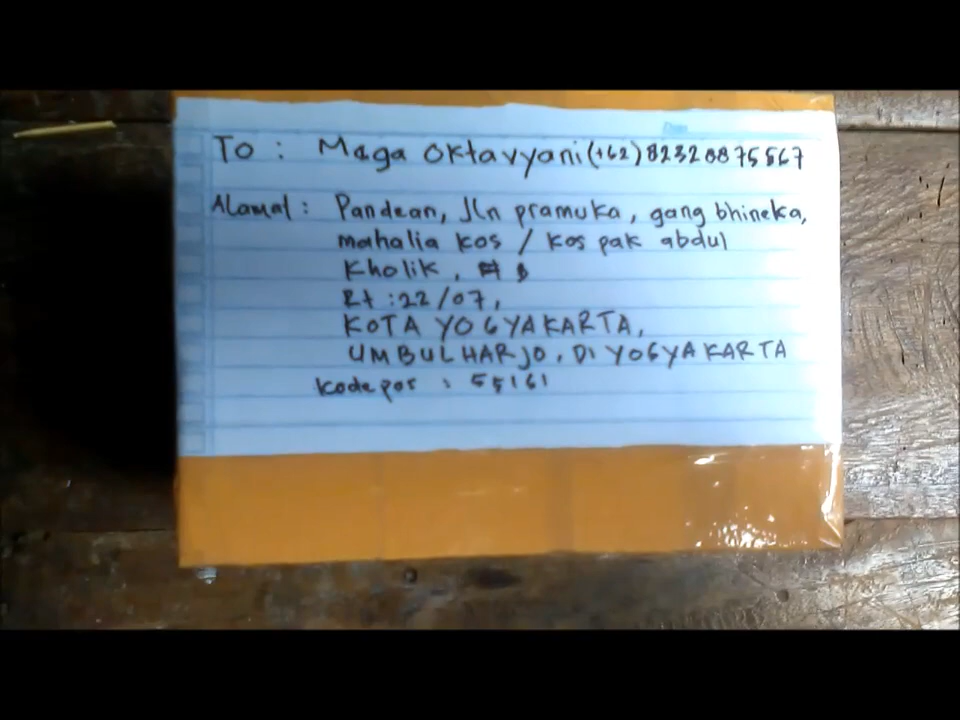 To : Maga Oktavyani (+62) 82320875567
Alamat : Pandean, Jln pramuka, gang bhineka,
mahalia kos / kos pak abdul
kholik,
Rt : 22/07,
KOTA YOGYAKARTA,
UMBULHARJO, DI YOGYAKARTA
kode pos : 55161